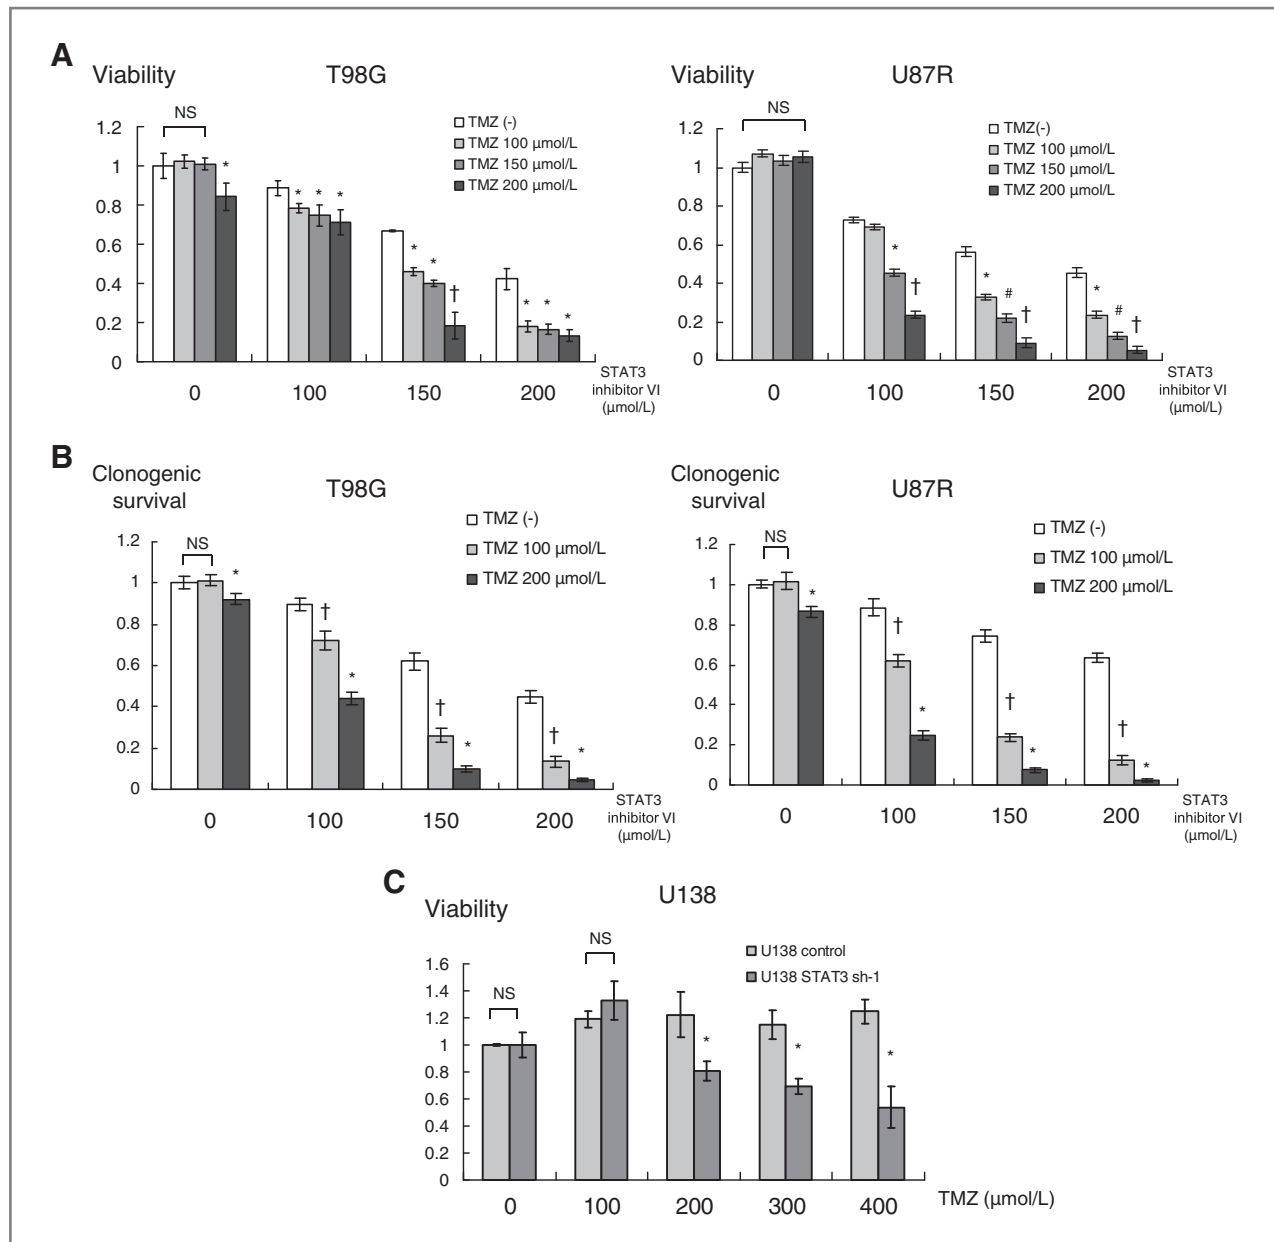 A
Viability
T98G
NS
TMZ (-)
TMZ 100 µmol/L
TMZ 150 µmol/L
TMZ 200 µmol/L
1.2
1
0.8
0.6
0.4
0.2
0
*
* * *
* * †
* * *
0 100 150 200
STAT3
inhibitor VI
(µmol/L)
Viability
U87R
NS
TMZ(-)
TMZ 100 µmol/L
TMZ 150 µmol/L
TMZ 200 µmol/L
1.2
1
0.8
0.6
0.4
0.2
0
* †
* # †
* # †
0 100 150 200
STAT3
inhibitor VI
(µmol/L)
B
Clonogenic
survival
T98G
TMZ (-)
TMZ 100 µmol/L
TMZ 200 µmol/L
NS
1.2
1
0.8
0.6
0.4
0.2
0
*
† *
† *
† *
0 100 150 200
STAT3
inhibitor VI
(µmol/L)
Clonogenic
survival
U87R
TMZ (-)
TMZ 100 µmol/L
TMZ 200 µmol/L
NS
1.2
1
0.8
0.6
0.4
0.2
0
*
† *
† *
† *
0 100 150 200
STAT3
inhibitor VI
(µmol/L)
C
Viability
U138
U138 control
U138 STAT3 sh-1
NS
NS
1.6
1.4
1.2
1
0.8
0.6
0.4
0.2
0
* * *
0 100 200 300 400
TMZ (µmol/L)